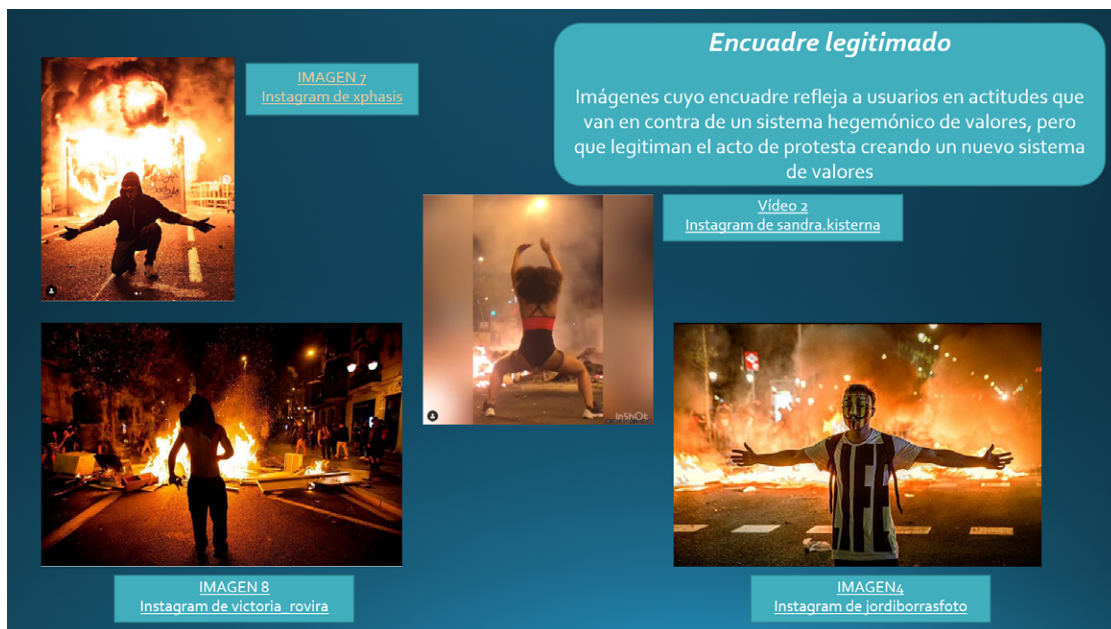 Encuadre legitimado
Imágenes cuyo encuadre refleja a usuarios en actitudes que
van en contra de un sistema hegemónico de valores, pero
que legitiman el acto de protesta creando un nuevo sistema
de valores
IMAGEN 7
Instagram de xphasis
Vídeo 2
Instagram de sandra.kisterna
InShOt
IMAGEN 8
Instagram de victoria_rovira
IMAGEN4
Instagram de jordiborrasfoto